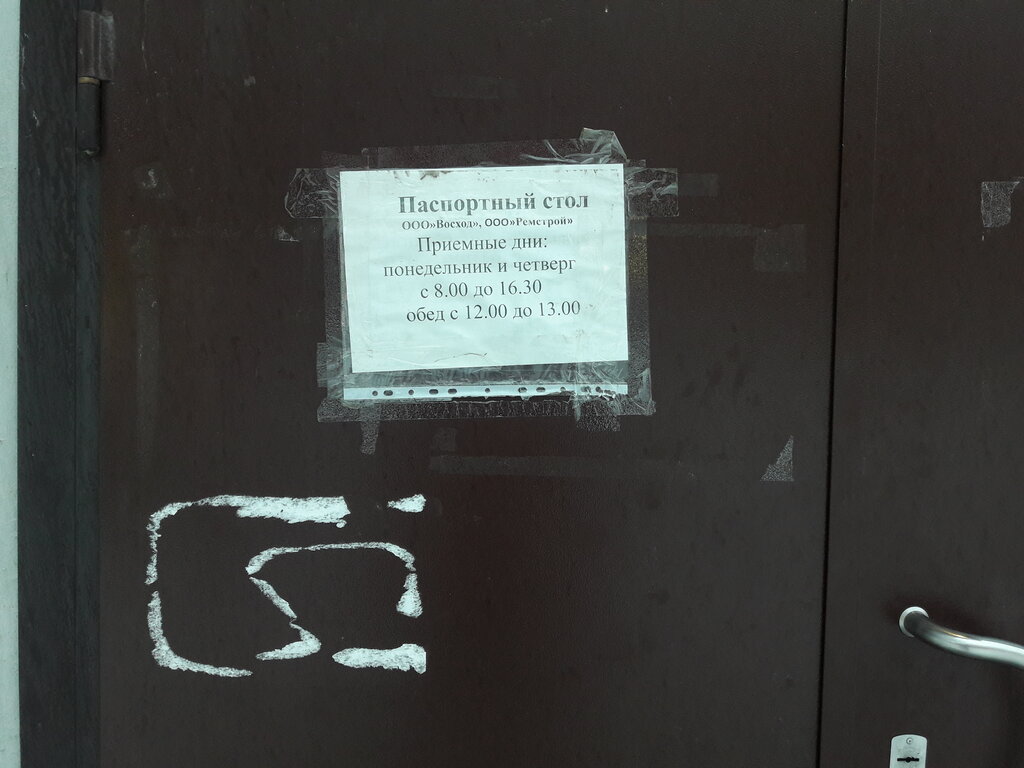 Паспортный стол
ООО»Восход», ООО»Ремстрой»
Приемные дни:
понедельник и четверг
с 8.00 до 16.30
обед с 12.00 до 13.00